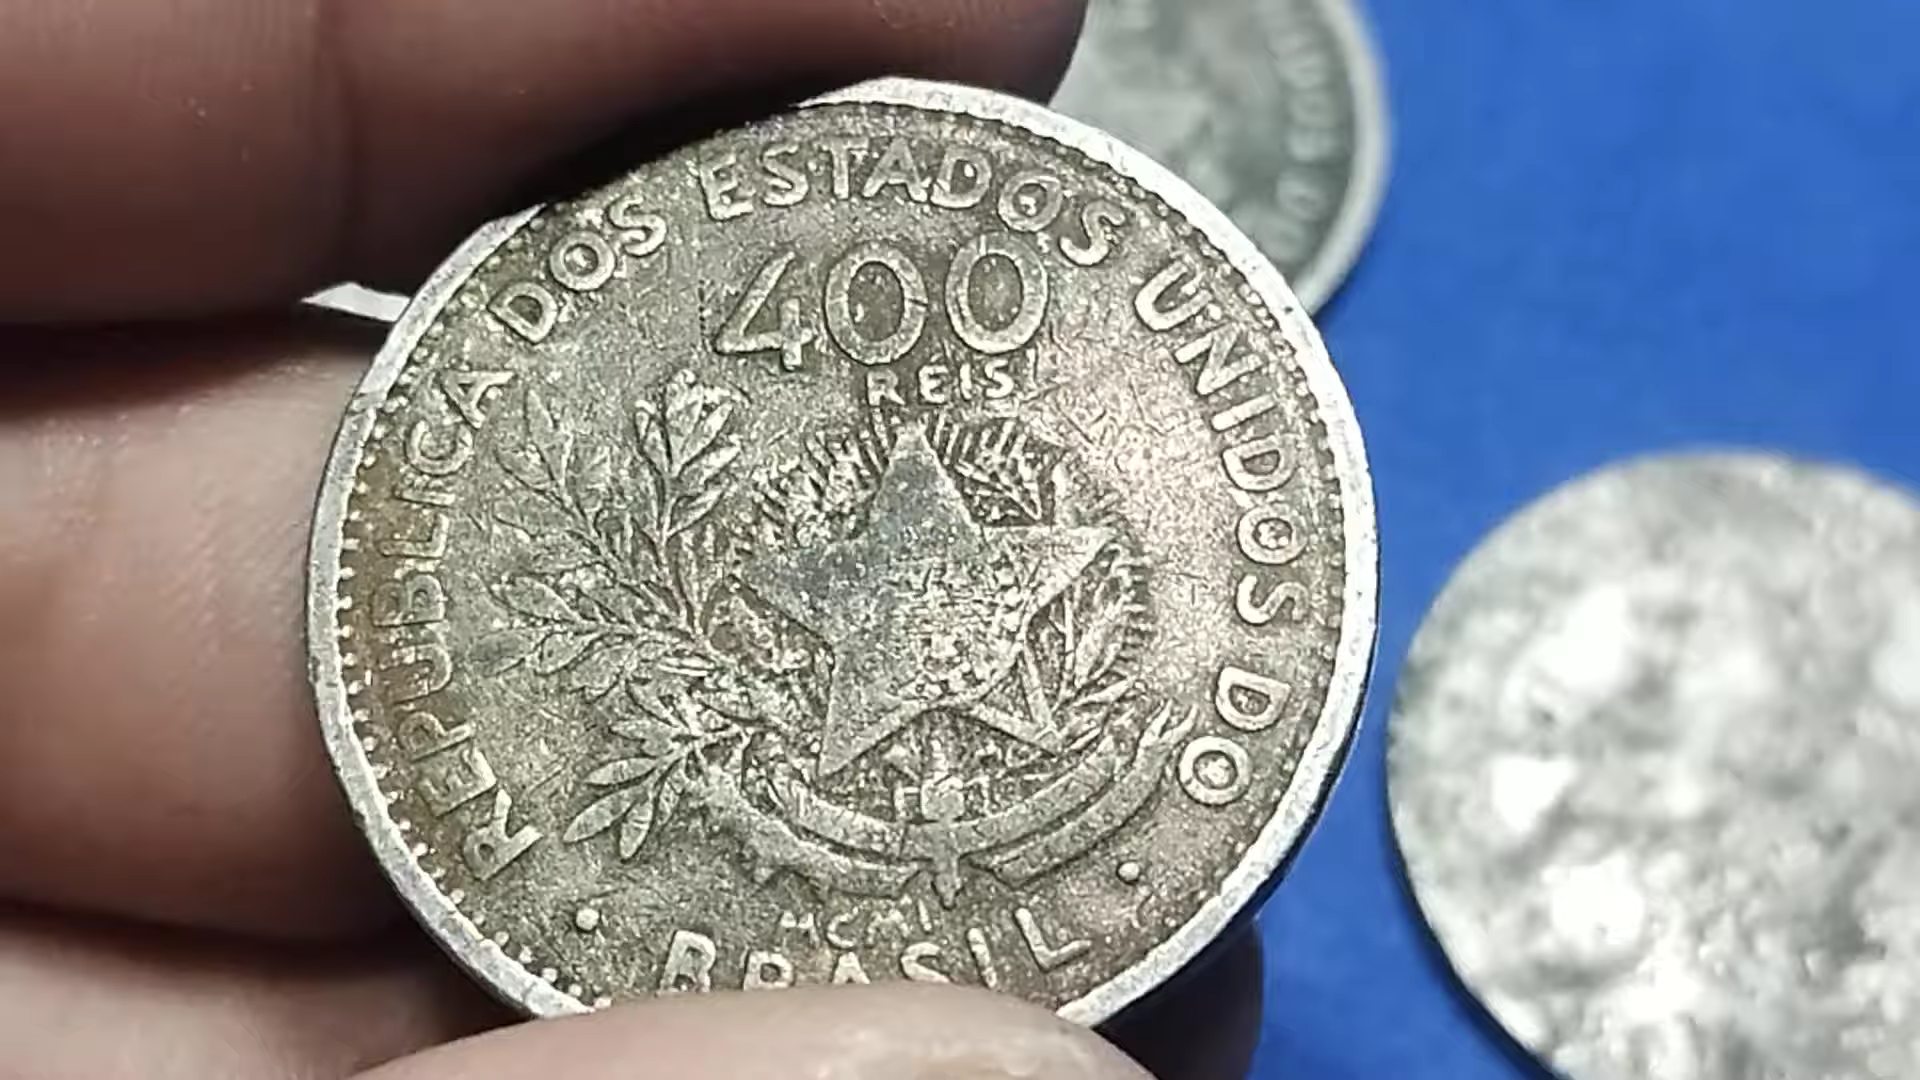 REPUBLICA DOS ESTADOS UNIDOS DO
400
REIS
MCMI
BRASIL